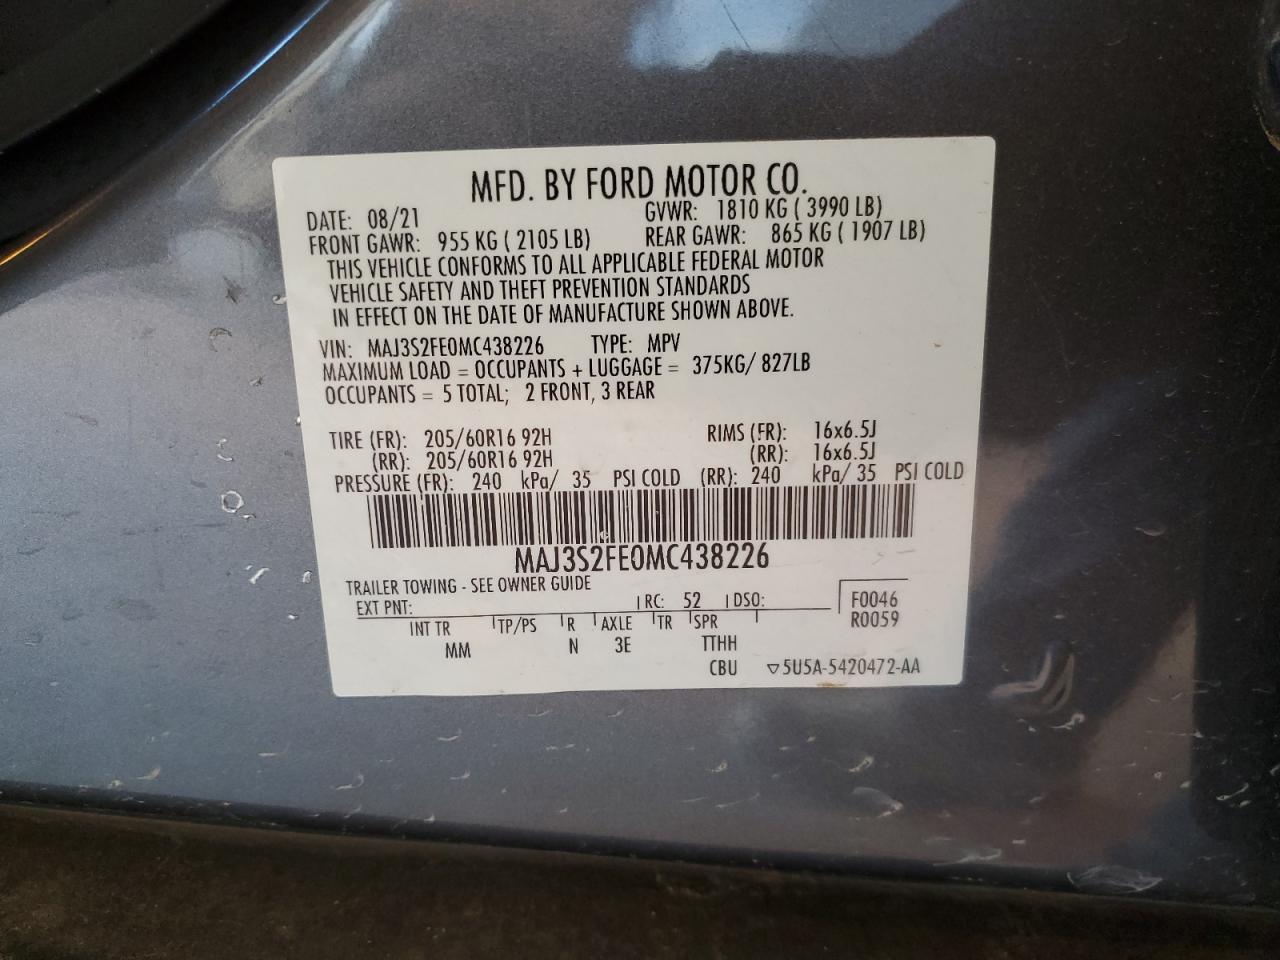 MFD. BY FORD MOTOR CO.
DATE: 08/21 GVWR: 1810 KG ( 3990 LB)
FRONT GAWR: 955 KG ( 2105 LB) REAR GAWR: 865 KG ( 1907 LB)
THIS VEHICLE CONFORMS TO ALL APPLICABLE FEDERAL MOTOR
VEHICLE SAFETY AND THEFT PREVENTION STANDARDS
IN EFFECT ON THE DATE OF MANUFACTURE SHOWN ABOVE.
VIN: MAJ3S2FE0MC438226 TYPE: MPV
MAXIMUM LOAD = OCCUPANTS + LUGGAGE = 375KG/ 827LB
OCCUPANTS = 5 TOTAL; 2 FRONT, 3 REAR
TIRE (FR): 205/60R16 92H RIMS (FR): 16x6.5J
(RR): 205/60R16 92H (RR): 16x6.5J
PRESSURE (FR): 240 kPa/ 35 PSI COLD (RR): 240 kPa/ 35 PSI COLD
MAJ3S2FE0MC438226
TRAILER TOWING - SEE OWNER GUIDE
EXT PNT: RC: 52 DSO: F0046
R0059
INT TR TP/PS R AXLE TR SPR
MM N 3E TTHH
CBU ▽5U5A-5420472-AA